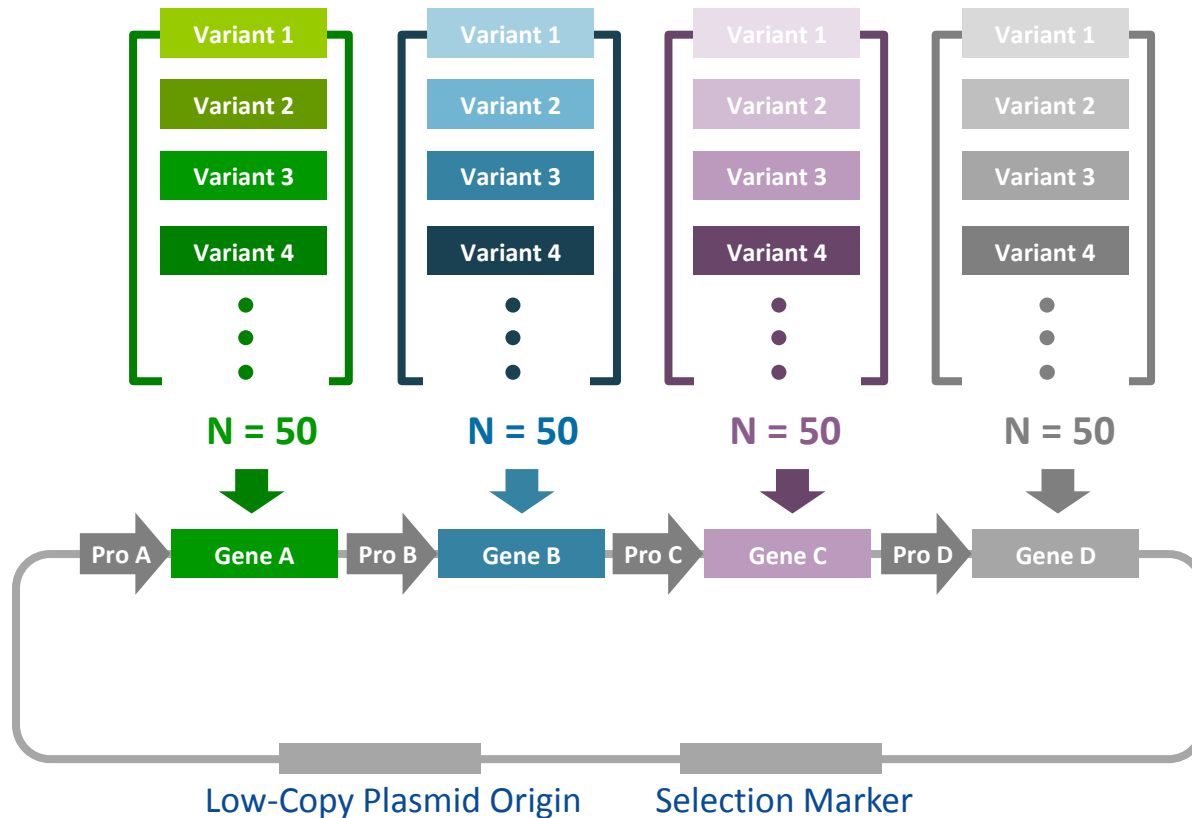 Variant 1 Variant 1 Variant 1 Variant 1
Variant 2 Variant 2 Variant 2 Variant 2
Variant 3 Variant 3 Variant 3 Variant 3
Variant 4 Variant 4 Variant 4 Variant 4
N = 50 N = 50 N = 50 N = 50
Pro A Gene A Pro B Gene B Pro C Gene C Pro D Gene D
Low-Copy Plasmid Origin Selection Marker